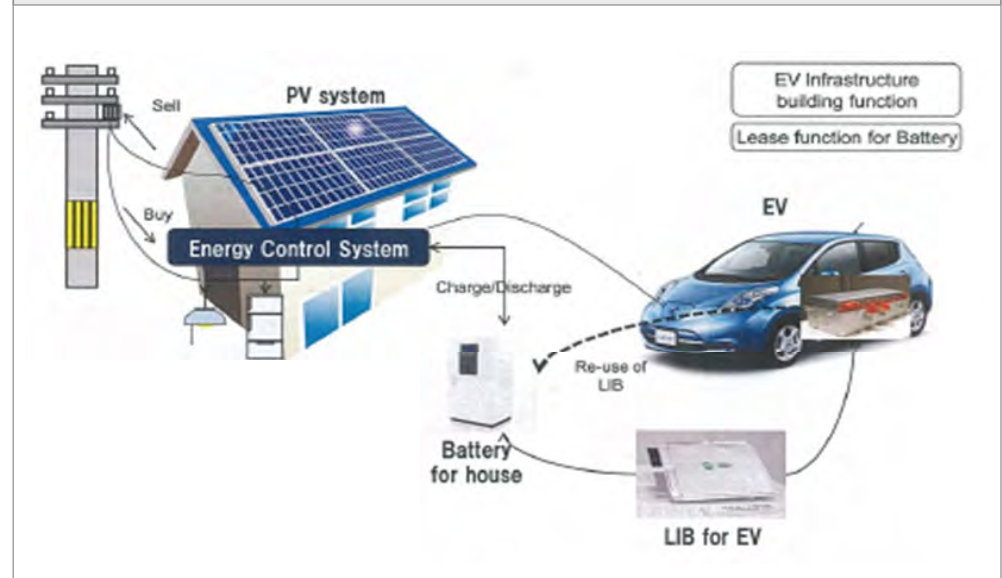 PV system
Sell
Buy
Energy Control System
EV Infrastructure
building function
Lease function for Battery
EV
Charge/Discharge
Re-use of
LIB
Battery
for house
LIB for EV